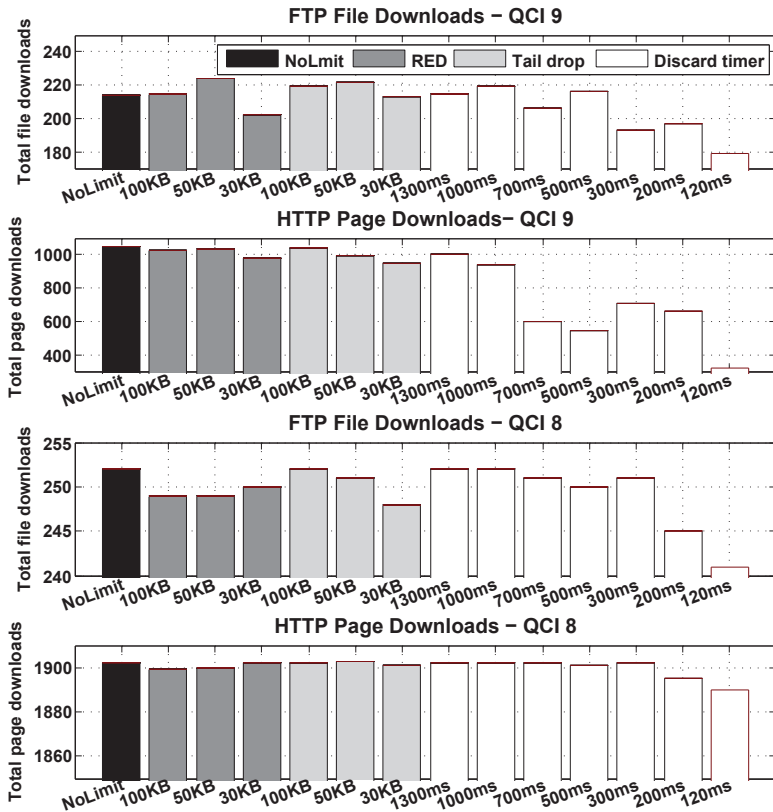 FTP File Downloads − QCI 9
Total file downloads
240
220
200
180
NoLmit RED Tail drop Discard timer
NoLimit 100KB 50KB 30KB 100KB 50KB 30KB 1300ms 1000ms 700ms 500ms 300ms 200ms 120ms
HTTP Page Downloads− QCI 9
Total page downloads
1000
800
600
400
NoLimit 100KB 50KB 30KB 100KB 50KB 30KB 1300ms 1000ms 700ms 500ms 300ms 200ms 120ms
FTP File Downloads − QCI 8
Total file downloads
255
250
245
240
NoLimit 100KB 50KB 30KB 100KB 50KB 30KB 1300ms 1000ms 700ms 500ms 300ms 200ms 120ms
HTTP Page Downloads − QCI 8
Total page downloads
1900
1880
1860
NoLimit 100KB 50KB 30KB 100KB 50KB 30KB 1300ms 1000ms 700ms 500ms 300ms 200ms 120ms